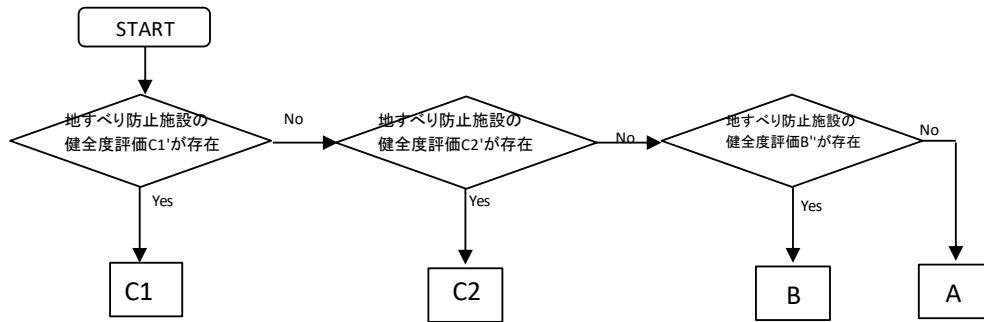 START
地すべり防止施設の
健全度評価C1'が存在
No
Yes
C1
地すべり防止施設の
健全度評価C2'が存在
No
Yes
C2
地すべり防止施設の
健全度評価B''が存在
No
Yes
B
A